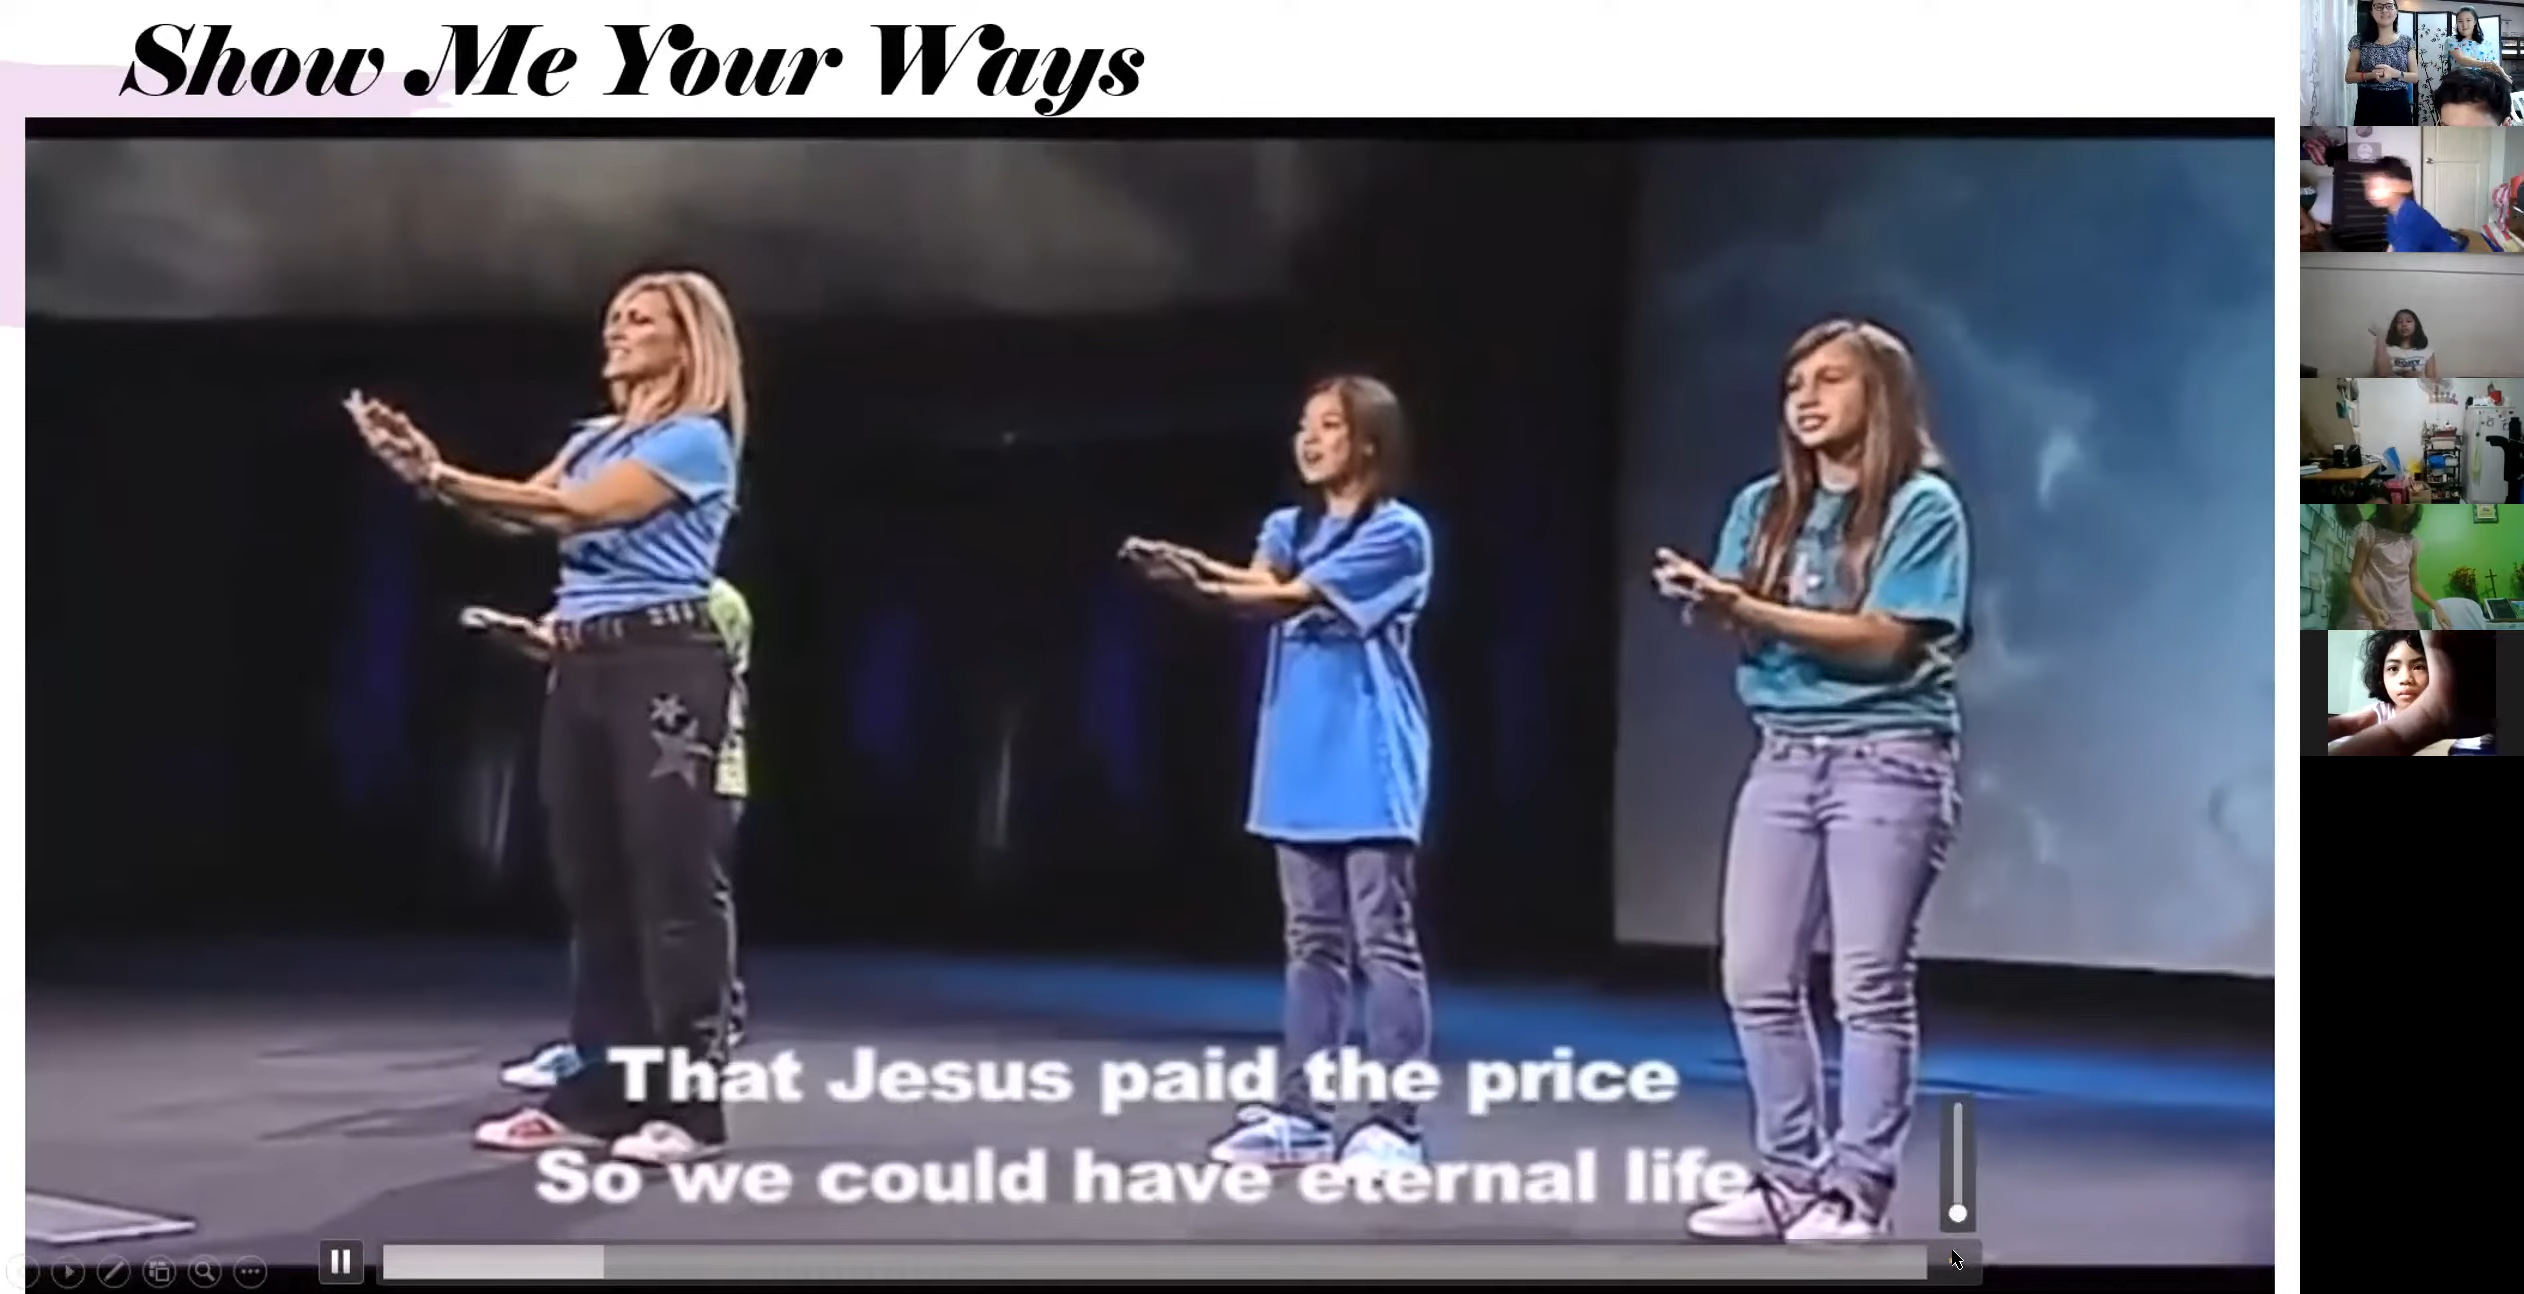 Show Me Your Ways
That Jesus paid the price
So we could have eternal life